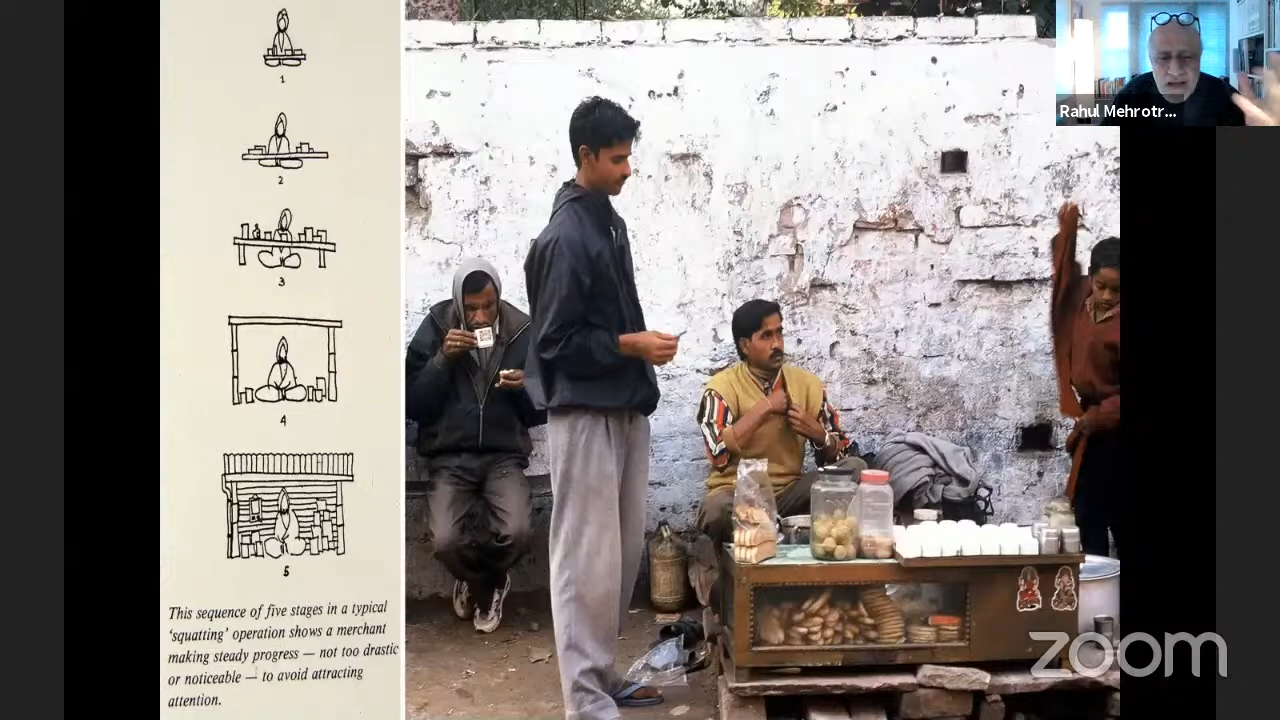 1
2
3
4
5
This sequence of five stages in a typical
'squatting' operation shows a merchant
making steady progress — not too drastic
or noticeable — to avoid attracting
attention.
Rahul Mehrotr...
zoom